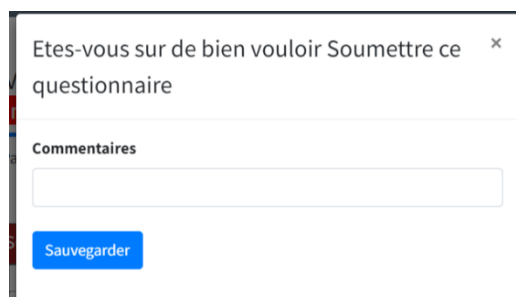 Etes-vous sur de bien vouloir Soumettre ce ×
questionnaire
Commentaires
Sauvegarder